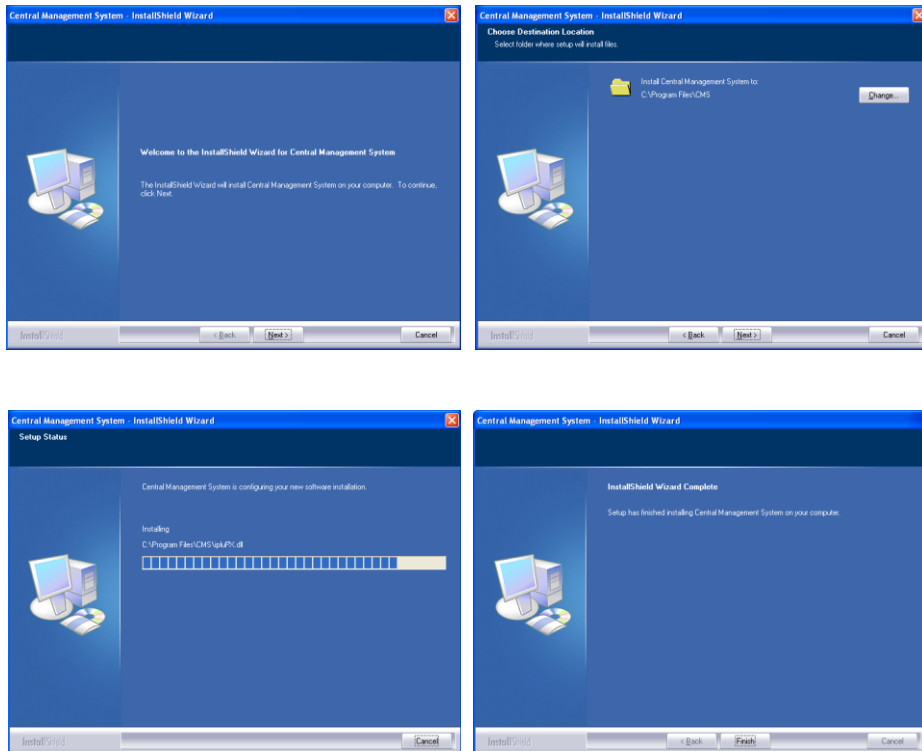 Central Management System - InstallShield Wizard
Welcome to the InstallShield Wizard for Central Management System
The InstallShield Wizard will install Central Management System on your computer. To continue,
click Next.
InstallShield
< Back
Next >
Cancel
Central Management System - InstallShield Wizard
Choose Destination Location
Select folder where setup will install files.
Install Central Management System to:
C:\Program Files\CMS
Change...
InstallShield
< Back
Next >
Cancel
Central Management System - InstallShield Wizard
Setup Status
Central Management System is configuring your new software installation.
Installing
C:\Program Files\CMS\ipluPX.dll
InstallShield
Cancel
Central Management System - InstallShield Wizard
InstallShield Wizard Complete
Setup has finished installing Central Management System on your computer.
InstallShield
< Back
Finish
Cancel